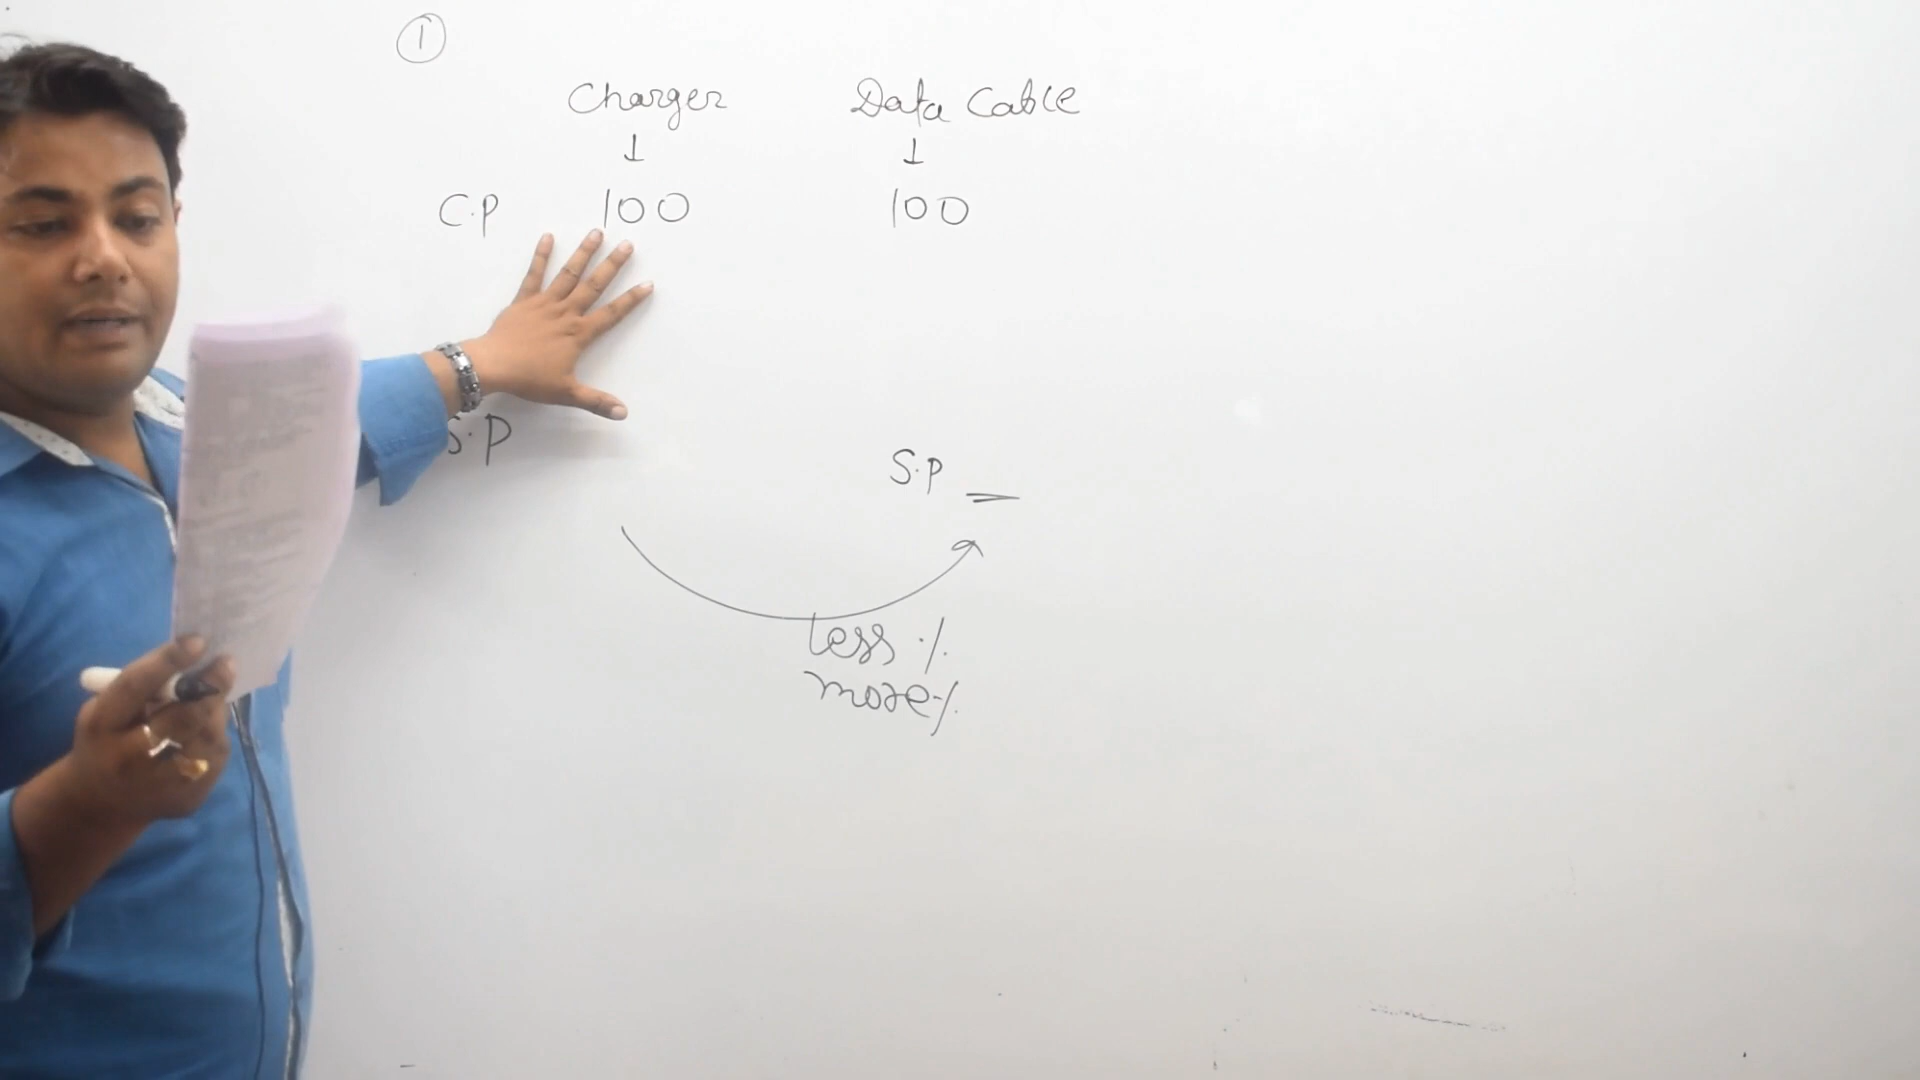 1
Charger Data Cable
C.P 100 100
S.P
S.P =
less %
more %